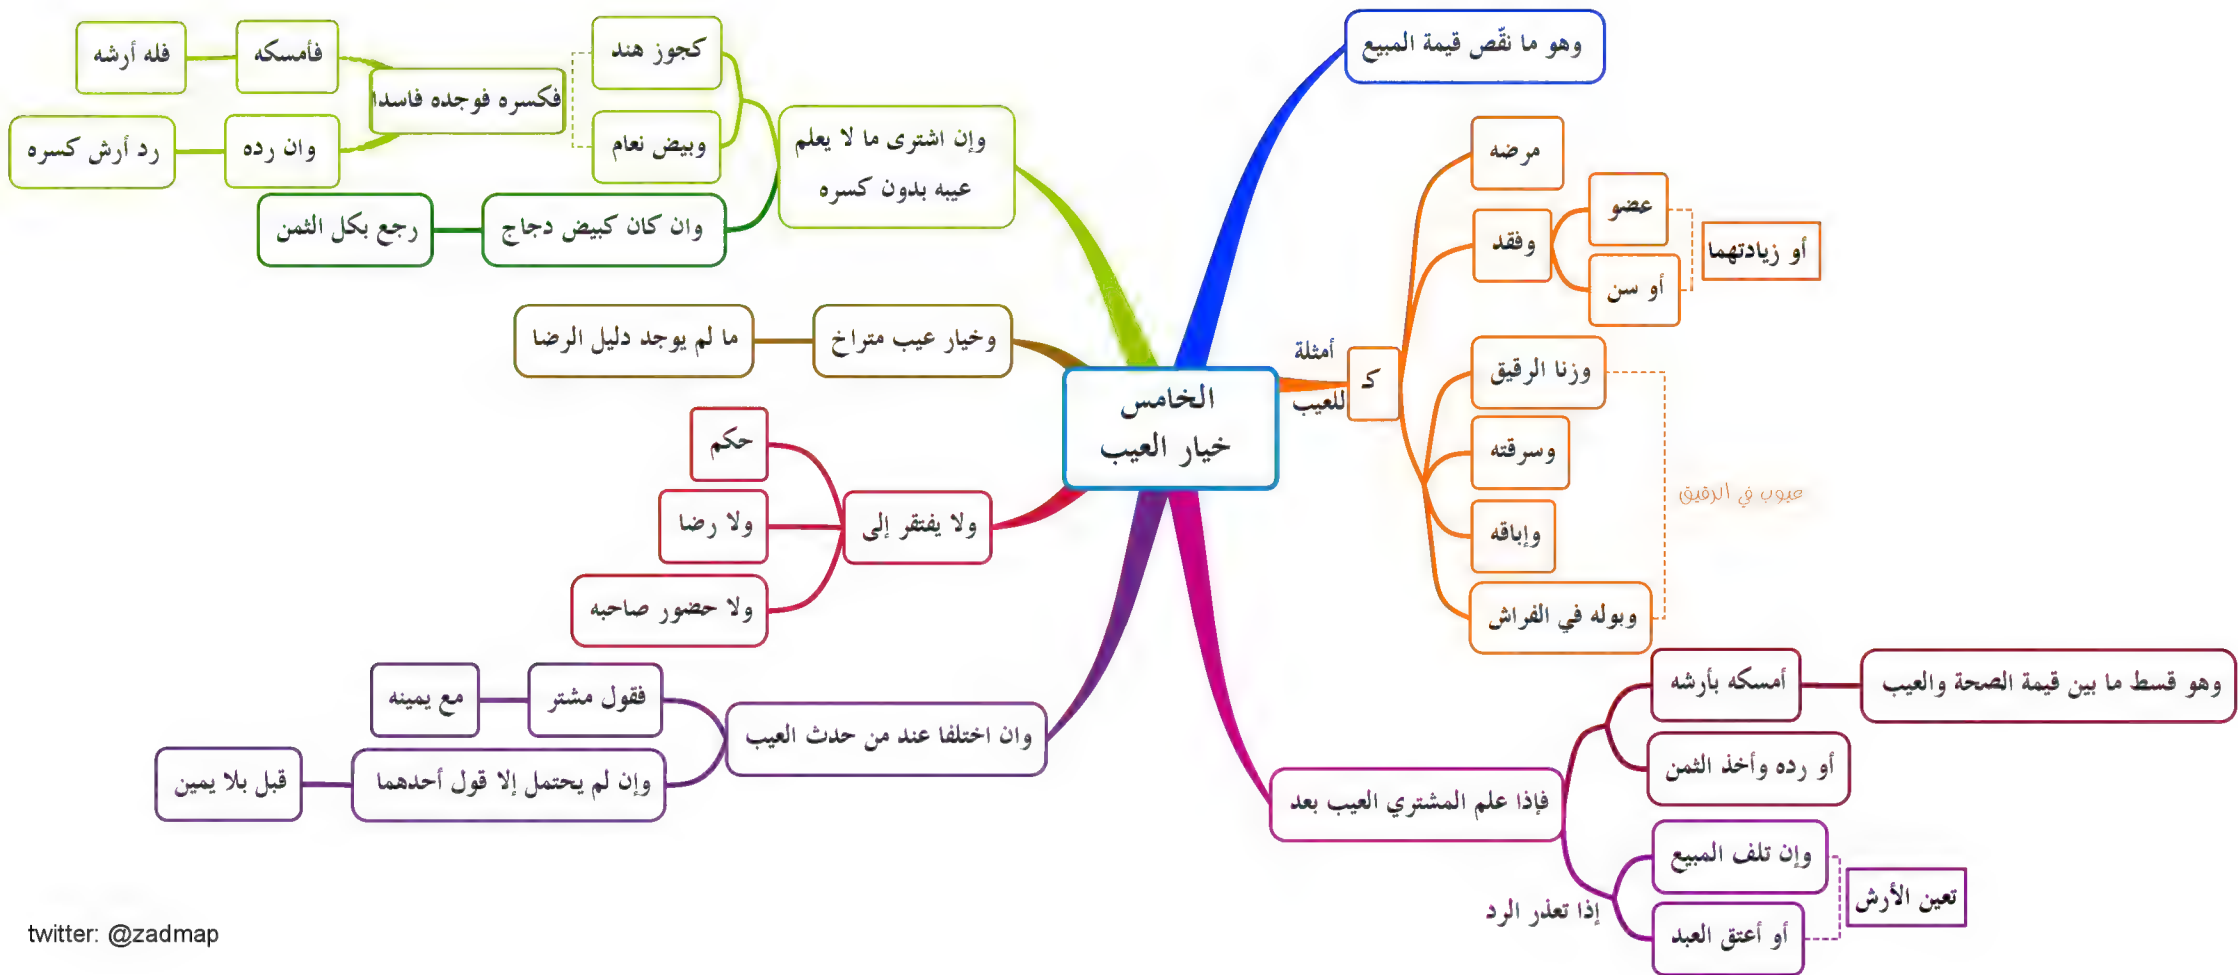 الخامس
خيار العيب
وهو ما نقّص قيمة المبيع
أمثلة
للعيب
كـ
مرضه
وفقد
عضو
أو سن
أو زيادتهما
وزنا الرقيق
وسرقته
وإباقه
وبوله في الفراش
عيوب في الرقيق
فإذا علم المشتري العيب بعد
أمسكه بأرشه
وهو قسط ما بين قيمة الصحة والعيب
أو رده وأخذ الثمن
إذا تعذر الرد
وإن تلف المبيع
أو أعتق العبد
تعين الأرش
وإن اشترى ما لا يعلم
عيبه بدون كسره
كجوز هند
وبيض نعام
فكسره فوجده فاسدا
فأمسكه
فله أرشه
وان رده
رد أرش كسره
وان كان كبيض دجاج
رجع بكل الثمن
وخيار عيب متراخ
ما لم يوجد دليل الرضا
ولا يفتقر إلى
حكم
ولا رضا
ولا حضور صاحبه
وان اختلفا عند من حدث العيب
فقول مشتر
مع يمينه
وإن لم يحتمل إلا قول أحدهما
قبل بلا يمين
twitter: @zadmap